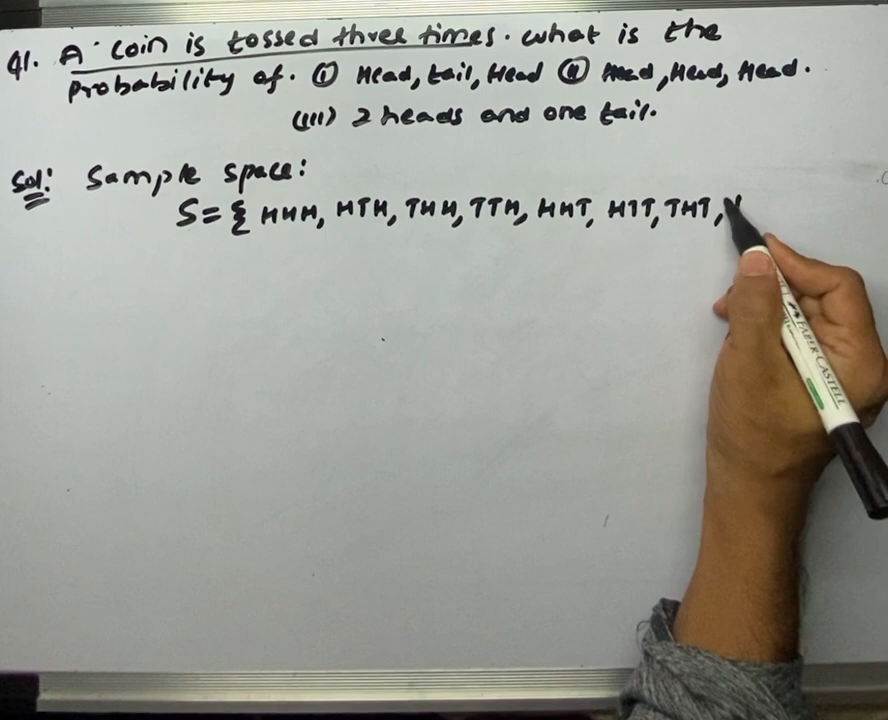 Q1. A coin is tossed three times. what is the
Probability of. (i) Head, tail, Head (ii) Head, Head, Head.
(iii) 2 heads and one tail.
Sol: Sample space:
S = { HHH, HTH, THH, TTH, HHT, HTT, THT,
FABER-CASTELL